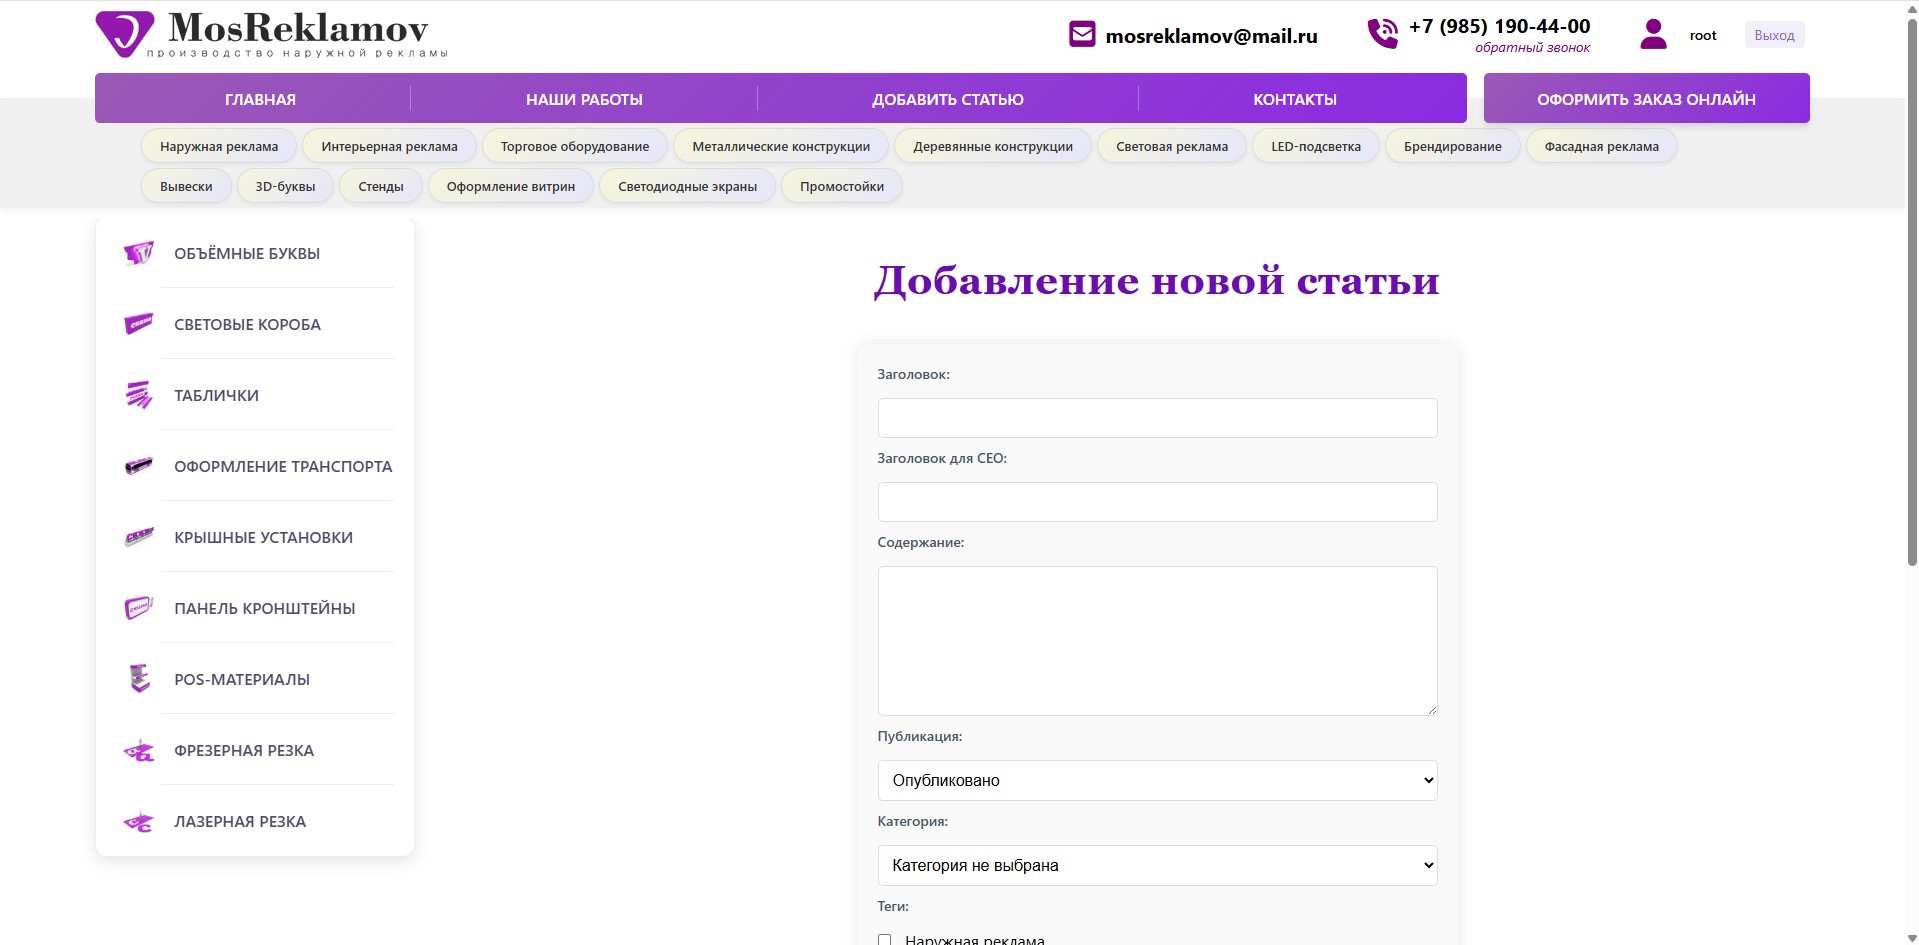 MosReklamov
производство наружной рекламы
mosreklamov@mail.ru
+7 (985) 190-44-00
обратный звонок
root
Выход
ГЛАВНАЯ
НАШИ РАБОТЫ
ДОБАВИТЬ СТАТЬЮ
КОНТАКТЫ
ОФОРМИТЬ ЗАКАЗ ОНЛАЙН
Наружная реклама
Интерьерная реклама
Торговое оборудование
Металлические конструкции
Деревянные конструкции
Световая реклама
LED-подсветка
Брендирование
Фасадная реклама
Вывески
3D-буквы
Стенды
Оформление витрин
Светодиодные экраны
Промостойки
ОБЪЁМНЫЕ БУКВЫ
СВЕТОВЫЕ КОРОБА
ТАБЛИЧКИ
ОФОРМЛЕНИЕ ТРАНСПОРТА
КРЫШНЫЕ УСТАНОВКИ
ПАНЕЛЬ КРОНШТЕЙНЫ
POS-МАТЕРИАЛЫ
ФРЕЗЕРНАЯ РЕЗКА
ЛАЗЕРНАЯ РЕЗКА
Добавление новой статьи
Заголовок:
Заголовок для СЕО:
Содержание:
Публикация:
Опубликовано
Категория:
Категория не выбрана
Теги:
Наружная реклама